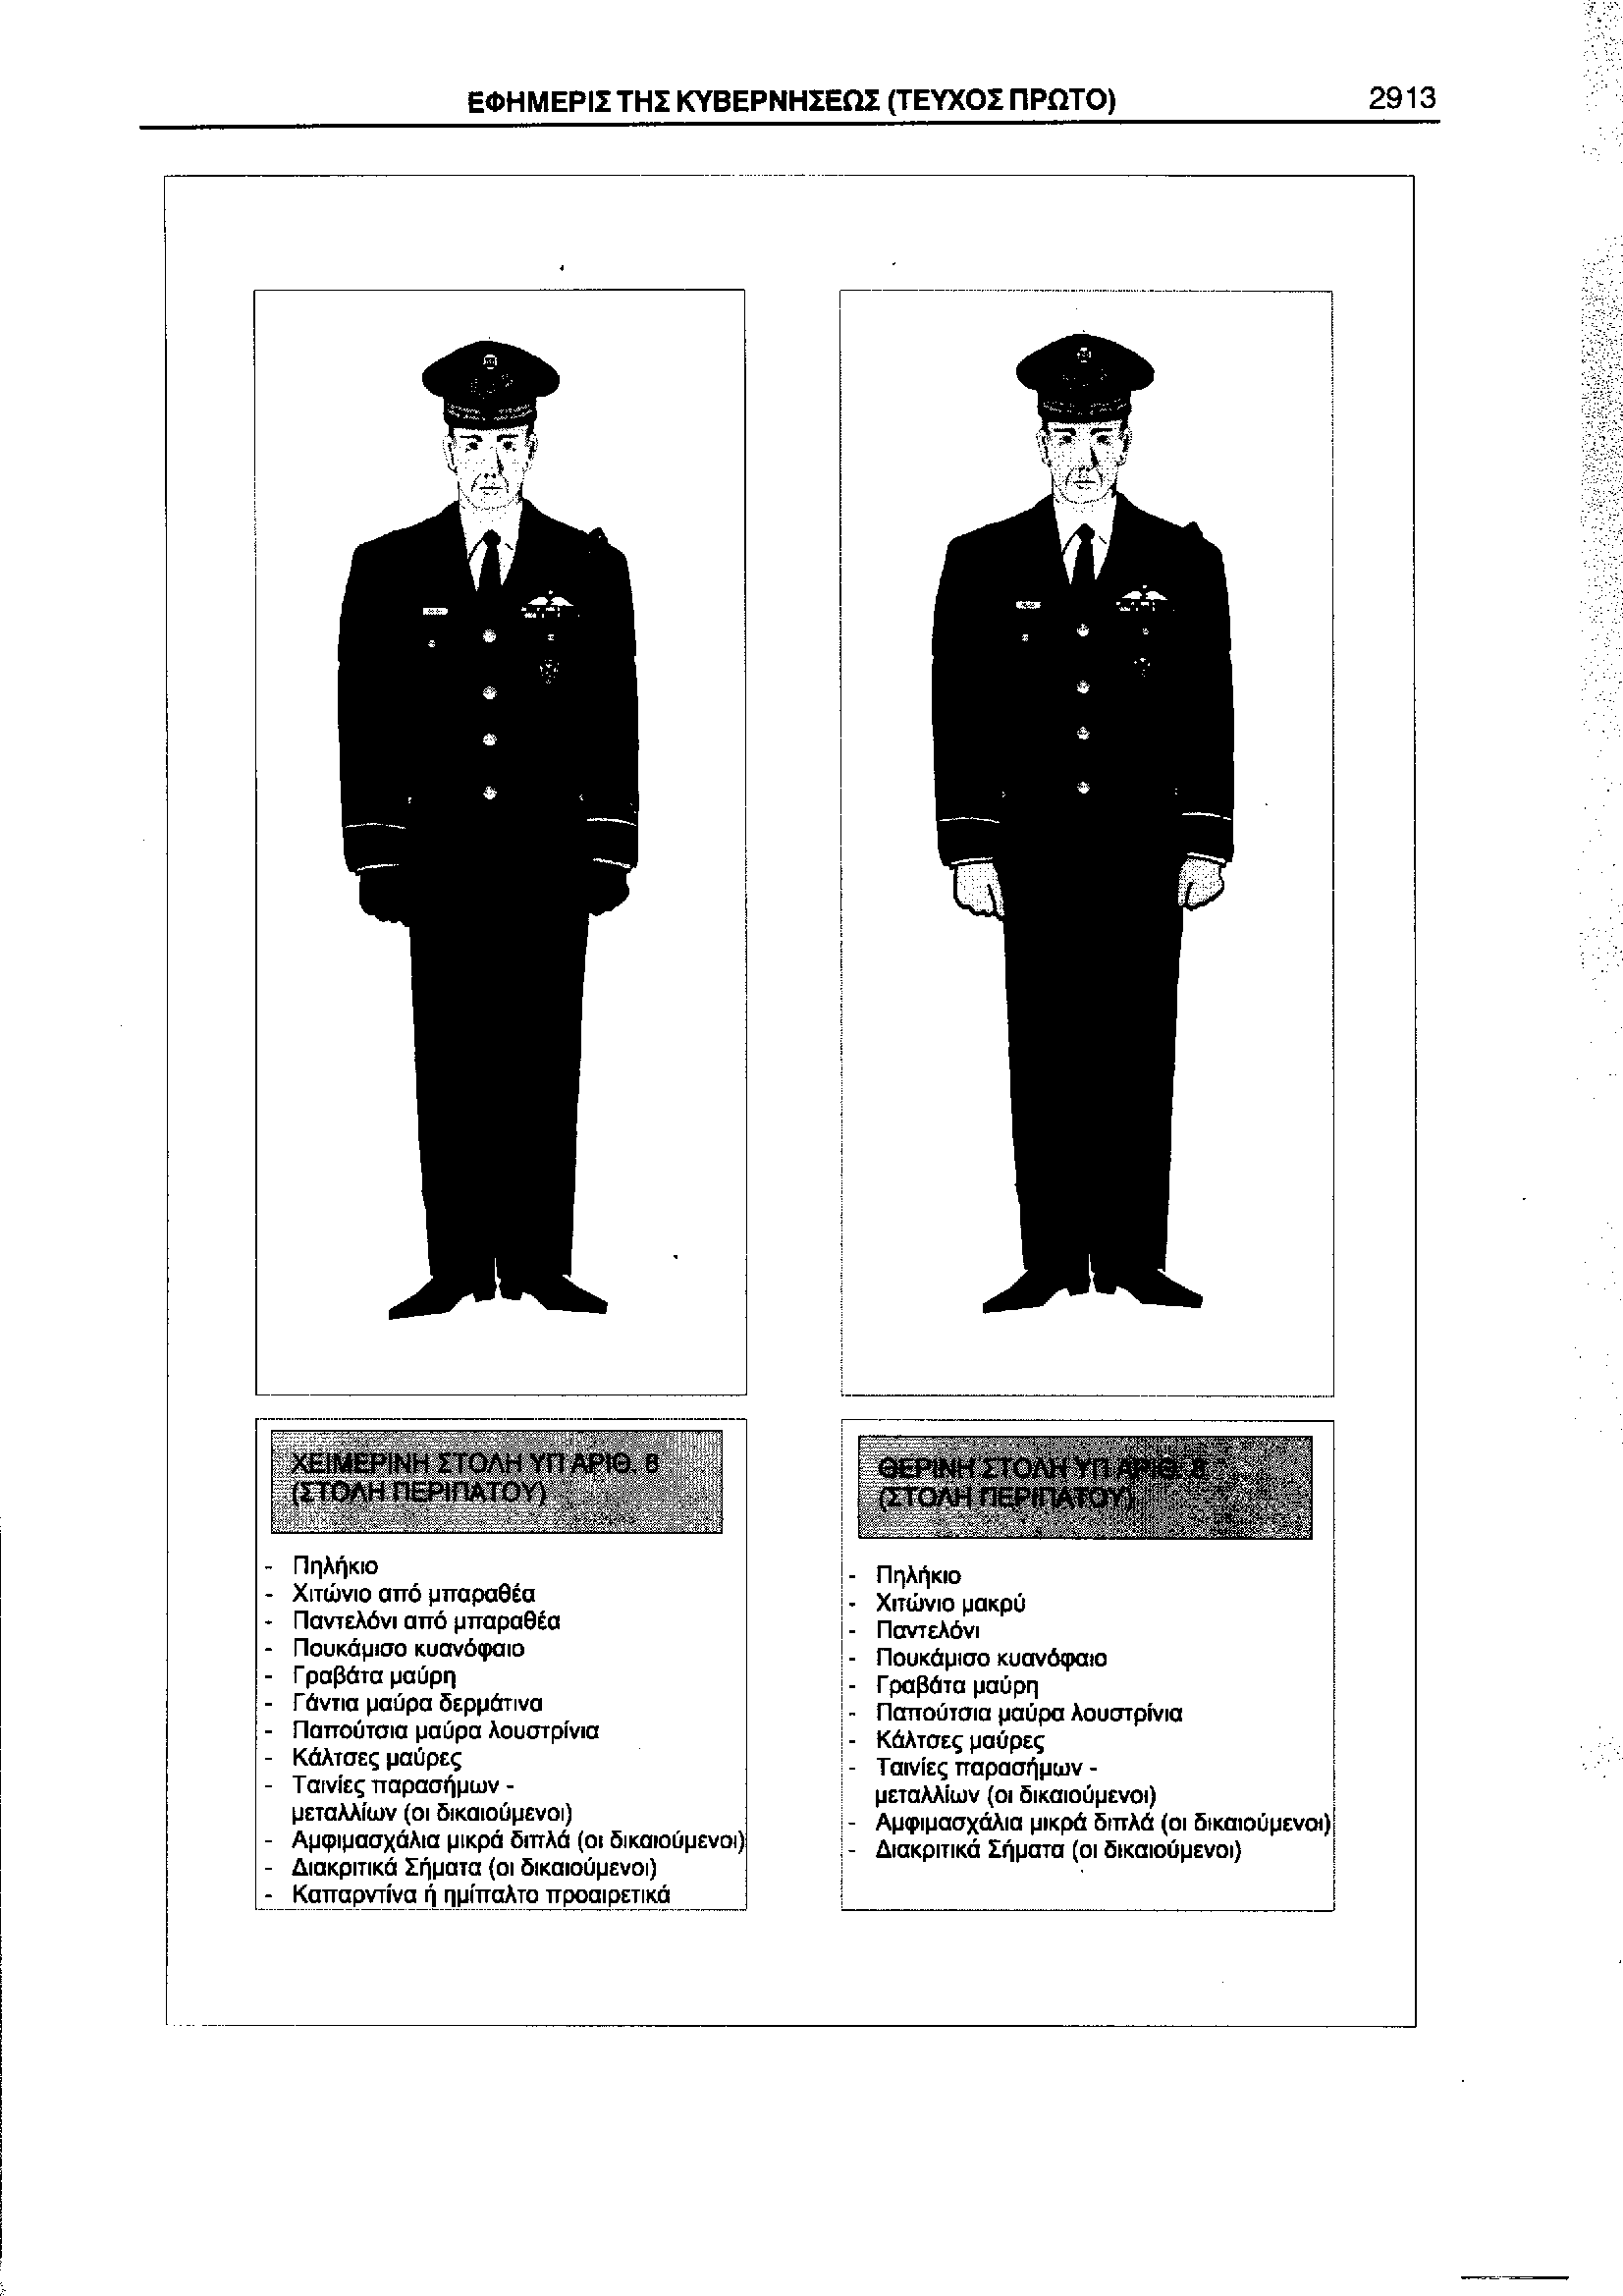 ΕΦΗΜΕΡΙΣ ΤΗΣ ΚΥΒΕΡΝΗΣΕΩΣ (ΤΕΥΧΟΣ ΠΡΩΤΟ)
2913
ΧΕΙΜΕΡΙΝΗ ΣΤΟΛΗ ΥΠ ΑΡΙΘ.
(ΣΤΟΛΗ ΠΕΡΙΠΑΤΟΥ)
- Πηλήκιο
- Χιτώνιο από μπαραθέα
- Παντελόνι από μπαραθέα
- Πουκάμισο κυανόφαιο
- Γραβάτα μαύρη
- Γάντια μαύρα δερμάτινα
- Παπούτσια μαύρα λουστρίνια
- Κάλτσες μαύρες
- Ταινίες παρασήμων -
μεταλλίων (οι δικαιούμενοι)
- Αμφιμασχάλια μικρά διπλά (οι δικαιούμενοι)
- Διακριτικά Σήματα (οι δικαιούμενοι)
- Καπαρντίνα ή ημίπαλτο προαιρετικά
ΘΕΡΙΝΗ ΣΤΟΛΗ ΥΠ ΑΡΙΘ.
(ΣΤΟΛΗ ΠΕΡΙΠΑΤΟΥ)
- Πηλήκιο
- Χιτώνιο μακρύ
- Παντελόνι
- Πουκάμισο κυανόφαιο
- Γραβάτα μαύρη
- Παπούτσια μαύρα λουστρίνια
- Κάλτσες μαύρες
- Ταινίες παρασήμων -
μεταλλίων (οι δικαιούμενοι)
- Αμφιμασχάλια μικρά διπλά (οι δικαιούμενοι)
- Διακριτικά Σήματα (οι δικαιούμενοι)